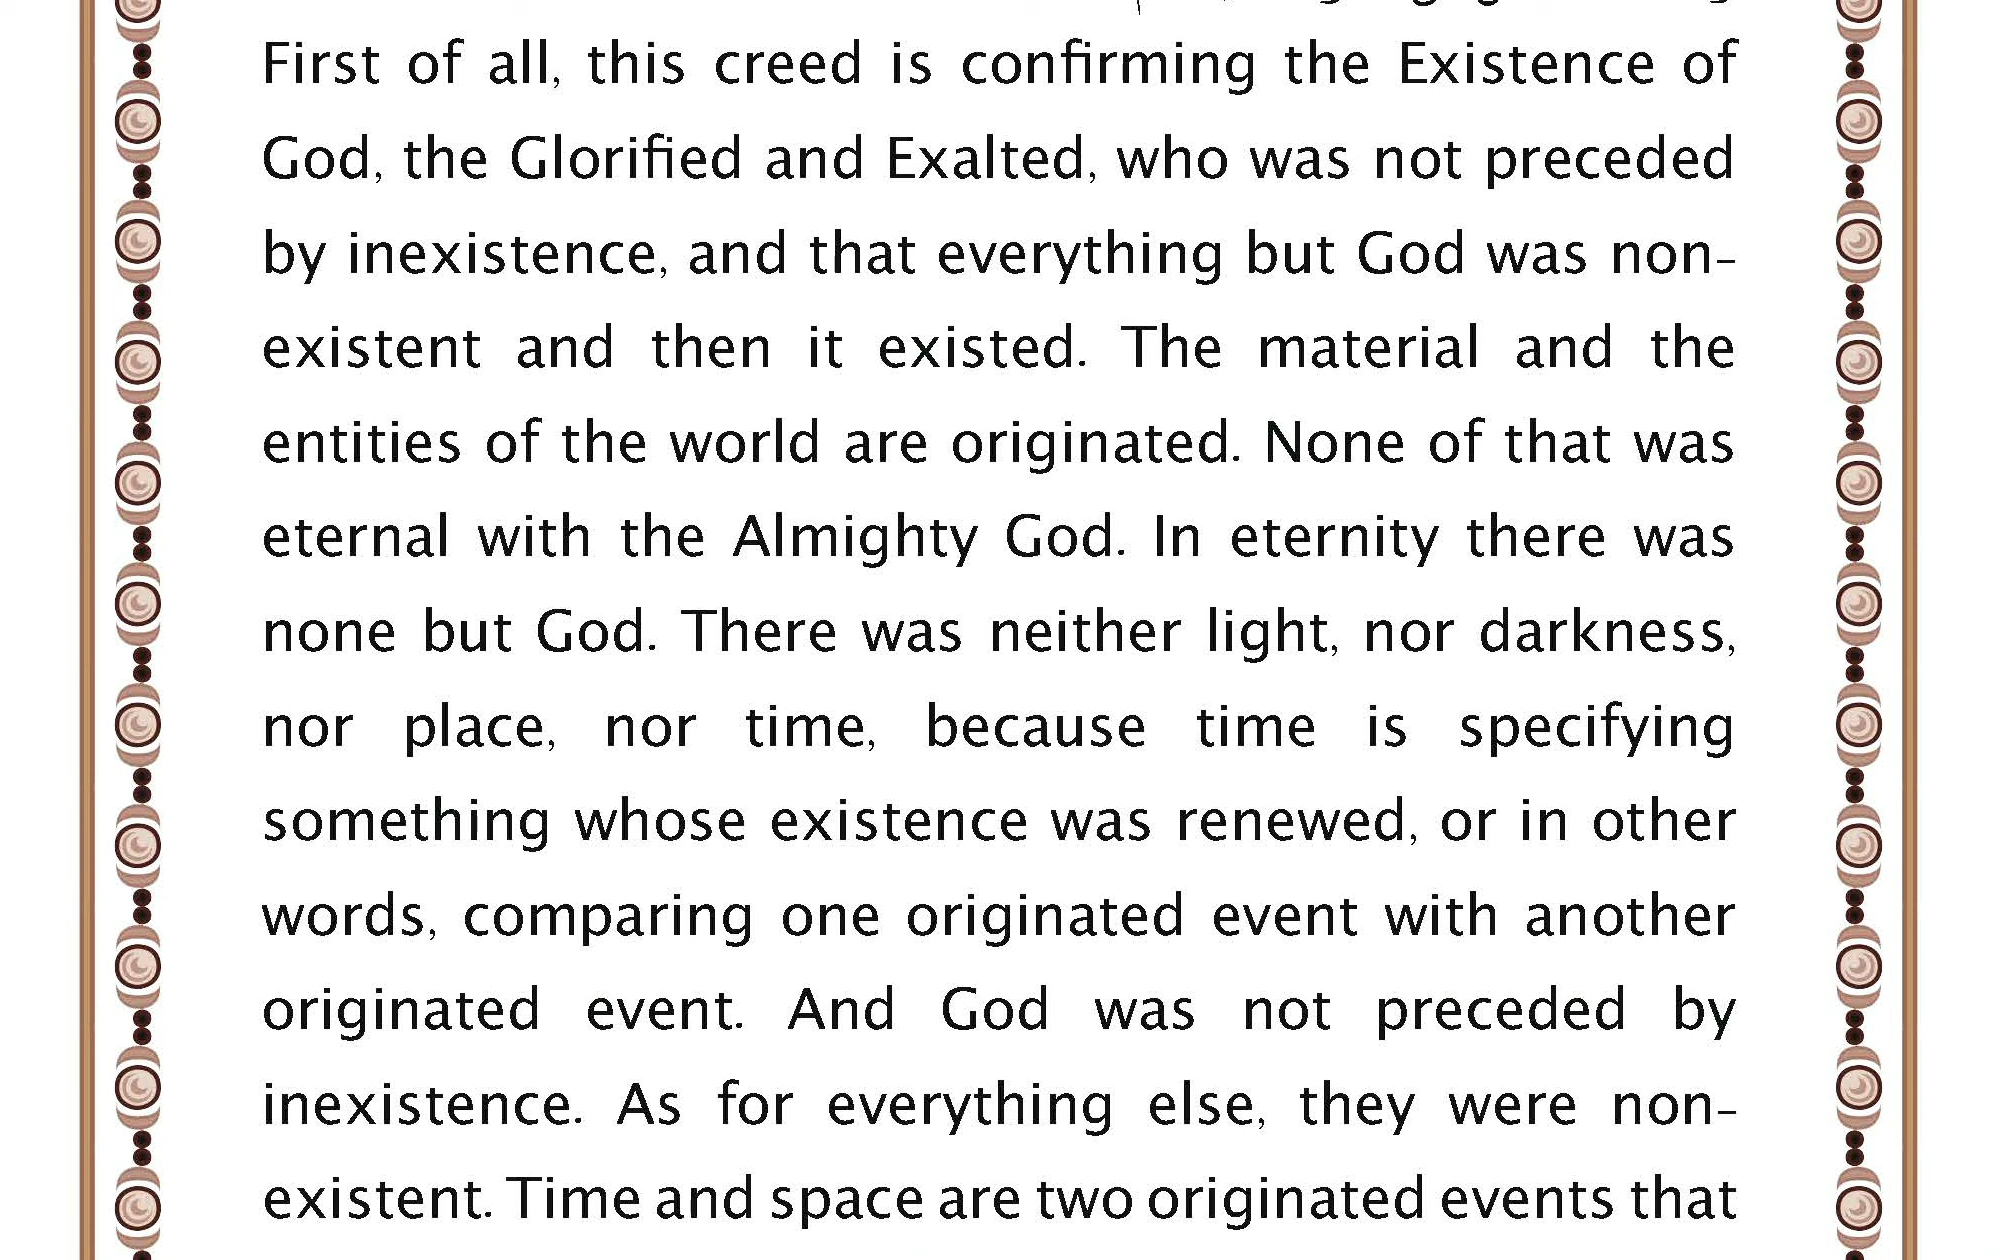 First of all, this creed is confirming the Existence of
God, the Glorified and Exalted, who was not preceded
by inexistence, and that everything but God was non-
existent and then it existed. The material and the
entities of the world are originated. None of that was
eternal with the Almighty God. In eternity there was
none but God. There was neither light, nor darkness,
nor place, nor time, because time is specifying
something whose existence was renewed, or in other
words, comparing one originated event with another
originated event. And God was not preceded by
inexistence. As for everything else, they were non-
existent. Time and space are two originated events that